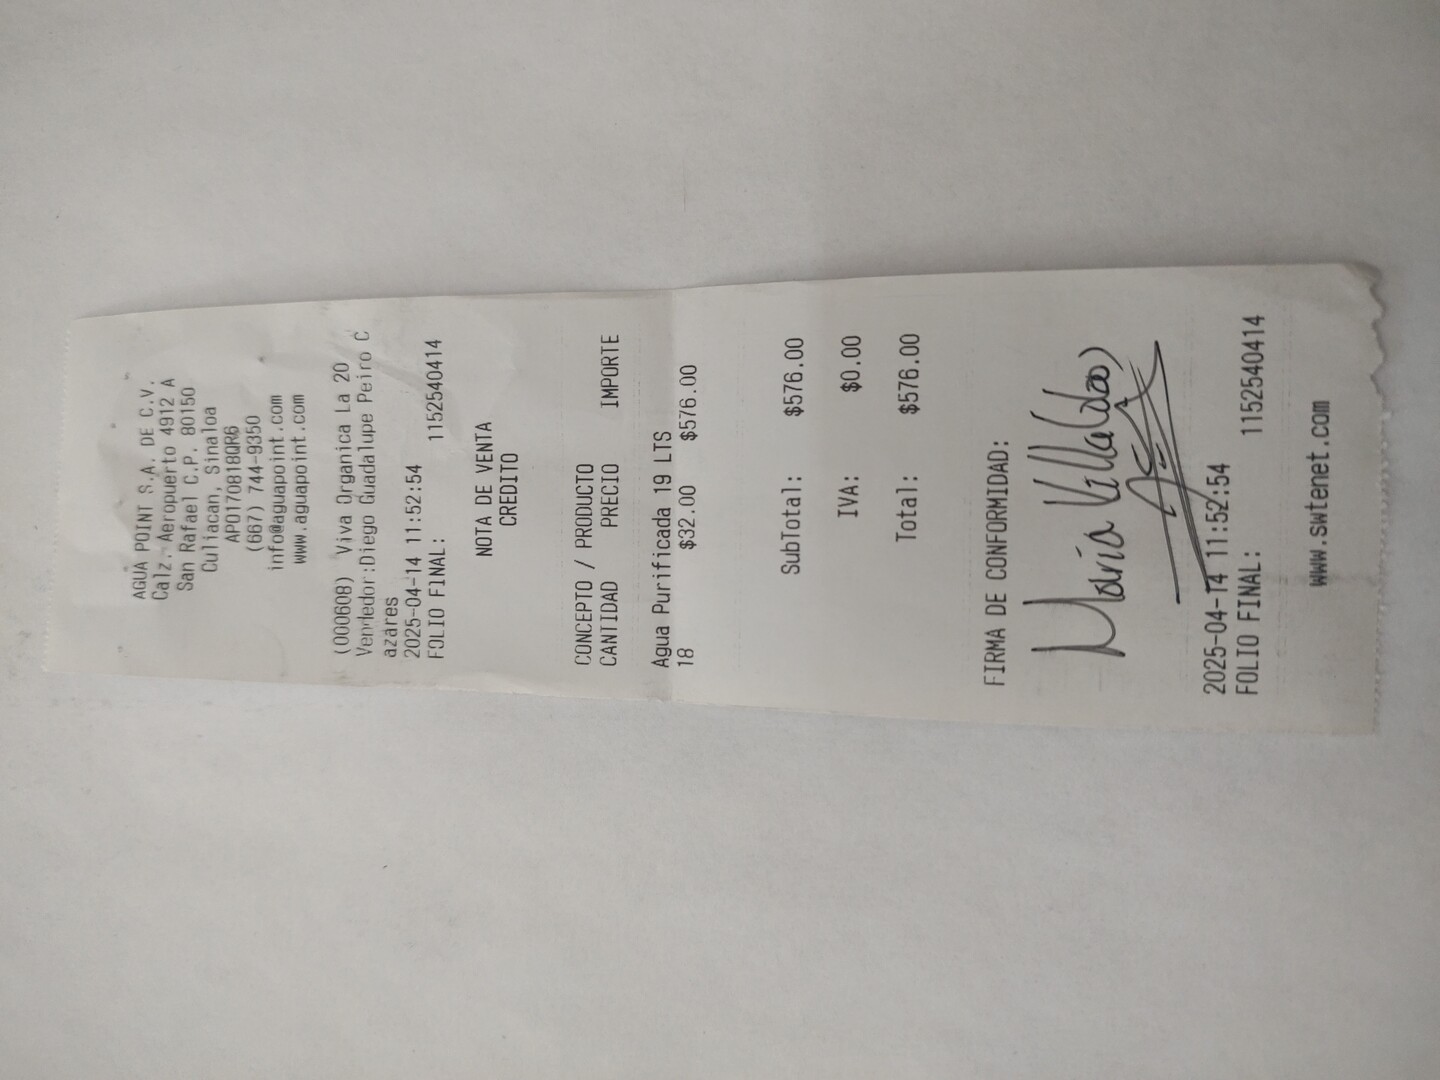 AGUA POINT S.A. DE C.V.
Calz. Aeropuerto 4912 A
San Rafael C.P. 80150
Culiacan, Sinaloa
APO170818QR6
(667) 744-9350
info@aguapoint.com
www.aguapoint.com
(000608) Viva Organica La 20
Vendedor:Diego Guadalupe Peiro C
azares
2025-04-14 11:52:54
FOLIO FINAL: 1152540414
NOTA DE VENTA
CREDITO
CONCEPTO / PRODUCTO
CANTIDAD PRECIO IMPORTE
Agua Purificada 19 LTS
18 $32.00 $576.00
SubTotal: $576.00
IVA: $0.00
Total: $576.00
FIRMA DE CONFORMIDAD:
María Villalobo
2025-04-14 11:52:54
FOLIO FINAL: 1152540414
www.swtenet.com